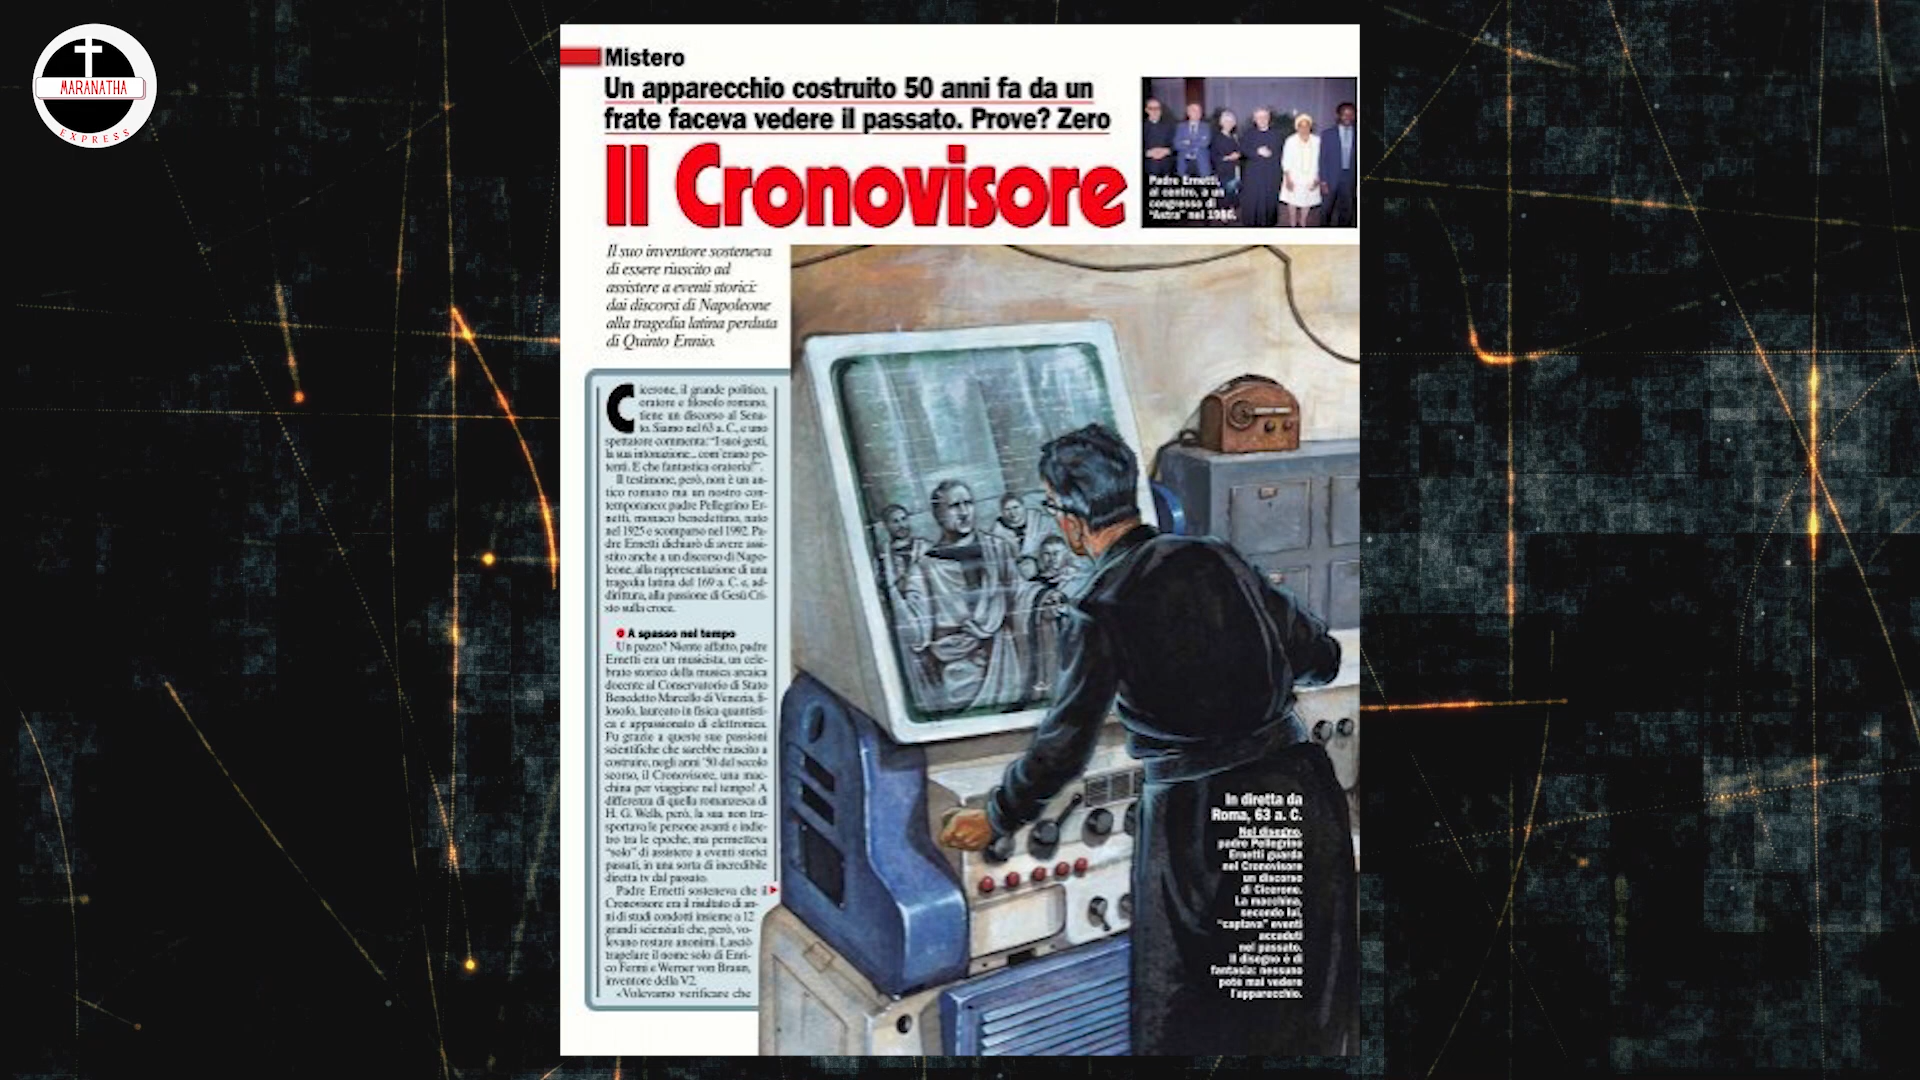 MARANATHA
EXPRESS
Mistero
Un apparecchio costruito 50 anni fa da un
frate faceva vedere il passato. Prove? Zero
Il Cronovisore
Padre Ernetti,
al centro, a un
congresso di
"Astra" nel 1986.
Il suo inventore sosteneva
di essere riuscito ad
assistere a eventi storici:
dai discorsi di Napoleone
alla tragedia latina perduta
di Quinto Ennio.
Cicerone, il grande politico,
oratore e filosofo romano,
tiene un discorso al Sena-
to. Siamo nel 63 a. C., e uno
spettatore commenta: "I suoi gesti,
la sua intonazione... com'erano po-
tenti. E che fantastica oratoria!".
Il testimone, però, non è un an-
tico romano ma un nostro con-
temporaneo: padre Pellegrino Er-
netti, monaco benedettino, nato
nel 1925 e scomparso nel 1992. Pa-
dre Ernetti dichiarò di avere assi-
stito anche a un discorso di Napo-
leone, alla rappresentazione di una
tragedia latina del 169 a. C. e, ad-
dirittura, alla passione di Gesù Cri-
sto sulla croce.
A spasso nel tempo
Un pazzo? Niente affatto, padre
Ernetti era un musicista, un cele-
brato storico della musica arcaica
docente al Conservatorio di Stato
Benedetto Marcello di Venezia, fi-
losofo, laureato in fisica quantisti-
ca e appassionato di elettronica.
Fu grazie a queste sue passioni
scientifiche che sarebbe riuscito a
costruire, negli anni '50 del secolo
scorso, il Cronovisore, una mac-
china per viaggiare nel tempo! A
differenza di quella romanzesca di
H. G. Wells, però, la sua non tra-
sportava le persone avanti e indie-
tro tra le epoche, ma permetteva
"solo" di assistere a eventi storici
passati, in una sorta di incredibile
diretta tv dal passato.
Padre Ernetti sosteneva che il
Cronovisore era il risultato di an-
ni di studi condotti insieme a 12
grandi scienziati che, però, vo-
levano restare anonimi. Lasciò
trapelare il nome solo di Enri-
co Fermi e Werner von Braun,
inventore della V2.
«Volevamo verificare che
In diretta da
Roma, 63 a. C.
Nel disegno,
padre Pellegrino
Ernetti guarda
nel Cronovisore
un discorso
di Cicerone.
La macchina,
secondo lui,
"captava" eventi
accaduti
nel passato.
Il disegno è di
fantasia: nessuno
poté mai vedere
l'apparecchio.